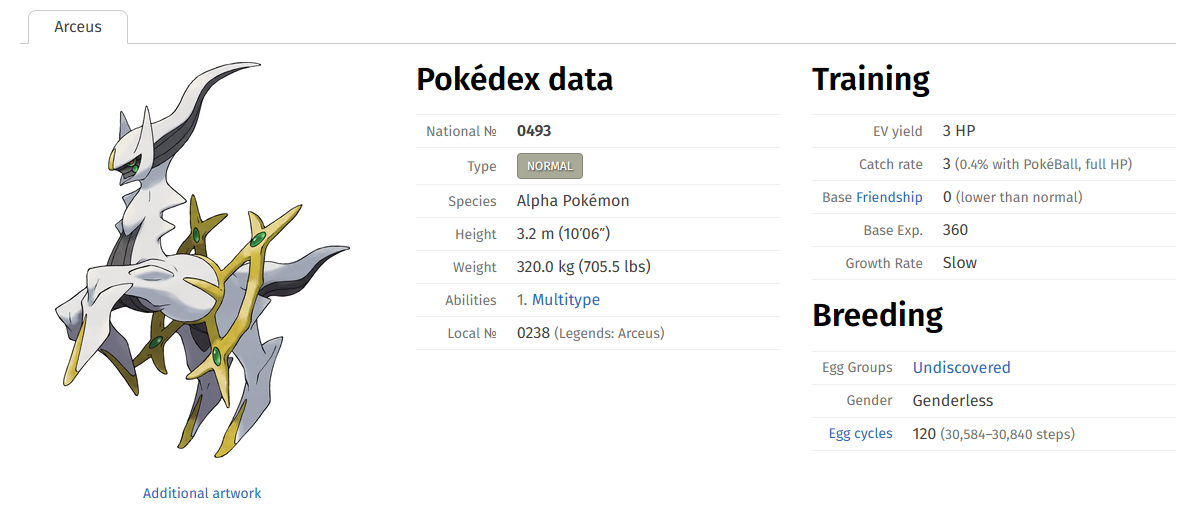 Arceus
Additional artwork
Pokédex data
National № 0493
Type NORMAL
Species Alpha Pokémon
Height 3.2 m (10′06″)
Weight 320.0 kg (705.5 lbs)
Abilities 1. Multitype
Local № 0238 (Legends: Arceus)
Training
EV yield 3 HP
Catch rate 3 (0.4% with PokéBall, full HP)
Base Friendship 0 (lower than normal)
Base Exp. 360
Growth Rate Slow
Breeding
Egg Groups Undiscovered
Gender Genderless
Egg cycles 120 (30,584–30,840 steps)